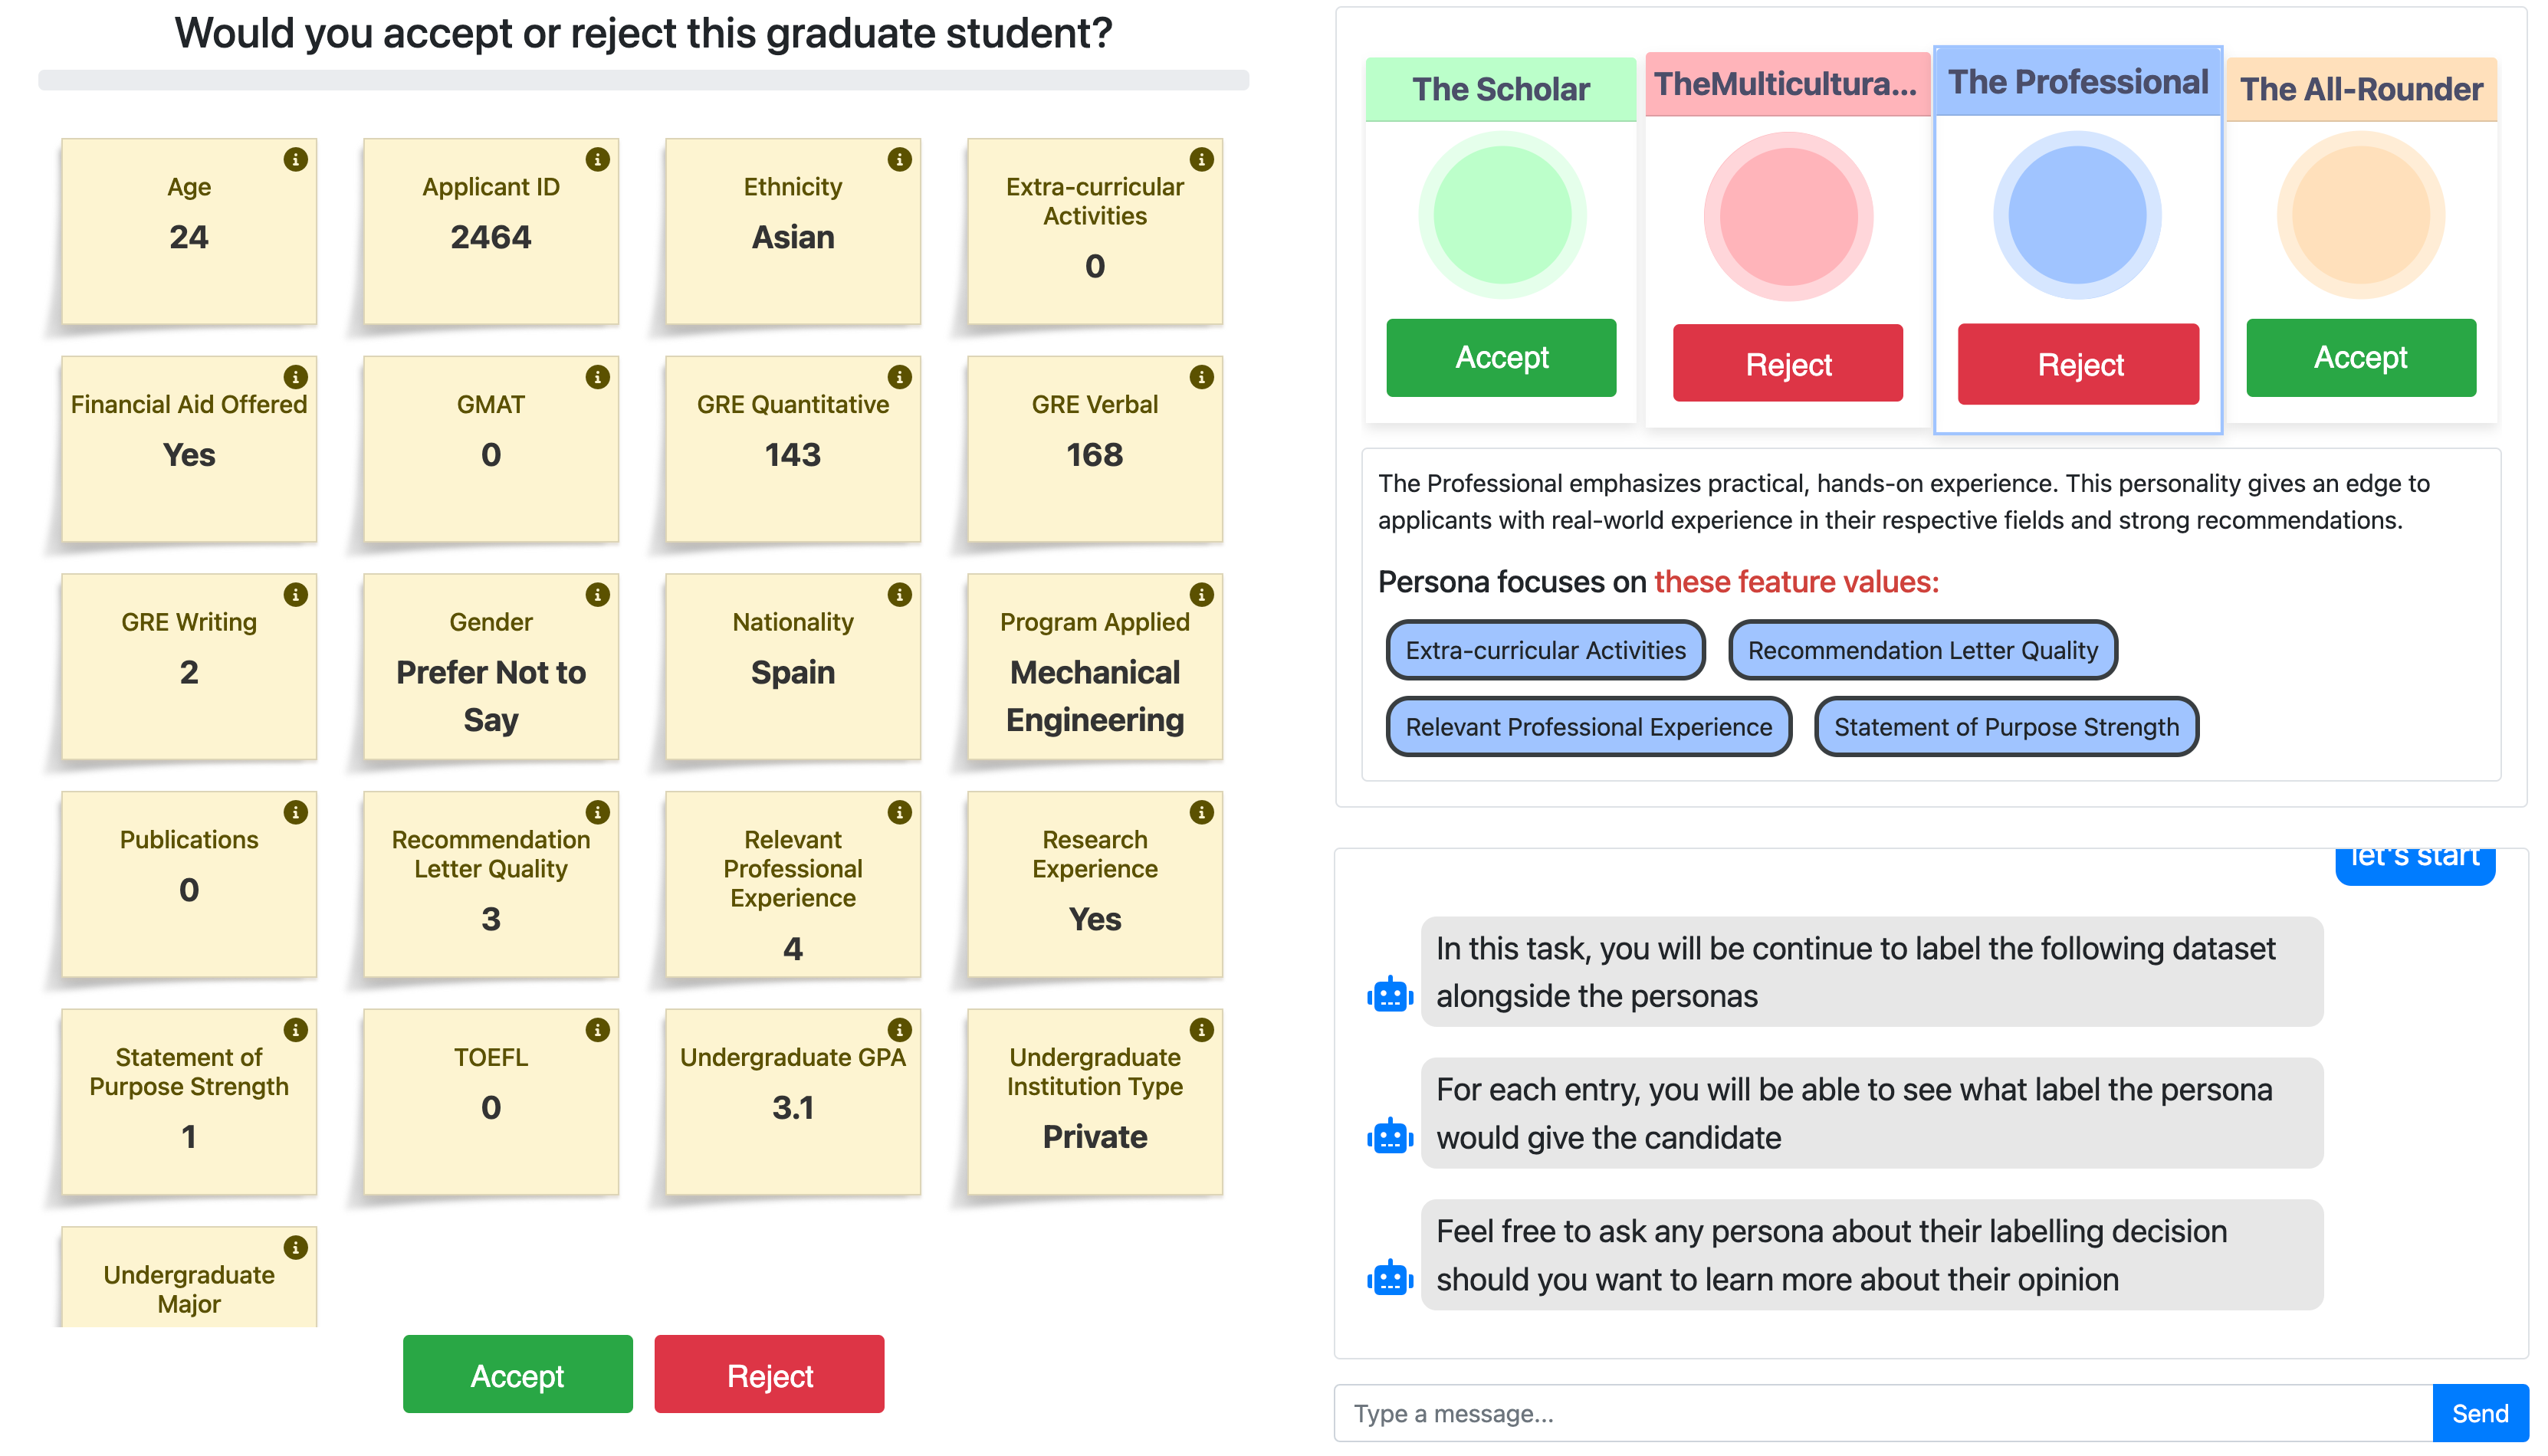 Would you accept or reject this graduate student?
Age
24
Applicant ID
2464
Ethnicity
Asian
Extra-curricular
Activities
0
Financial Aid Offered
Yes
GMAT
0
GRE Quantitative
143
GRE Verbal
168
GRE Writing
2
Gender
Prefer Not to
Say
Nationality
Spain
Program Applied
Mechanical
Engineering
Publications
0
Recommendation
Letter Quality
3
Relevant
Professional
Experience
4
Research
Experience
Yes
Statement of
Purpose Strength
1
TOEFL
0
Undergraduate GPA
3.1
Undergraduate
Institution Type
Private
Undergraduate
Major
Accept
Reject
The Scholar
TheMulticultura...
The Professional
The All-Rounder
Accept
Reject
Reject
Accept
The Professional emphasizes practical, hands-on experience. This personality gives an edge to
applicants with real-world experience in their respective fields and strong recommendations.
Persona focuses on these feature values:
Extra-curricular Activities
Recommendation Letter Quality
Relevant Professional Experience
Statement of Purpose Strength
let's start
In this task, you will be continue to label the following dataset
alongside the personas
For each entry, you will be able to see what label the persona
would give the candidate
Feel free to ask any persona about their labelling decision
should you want to learn more about their opinion
Type a message...
Send